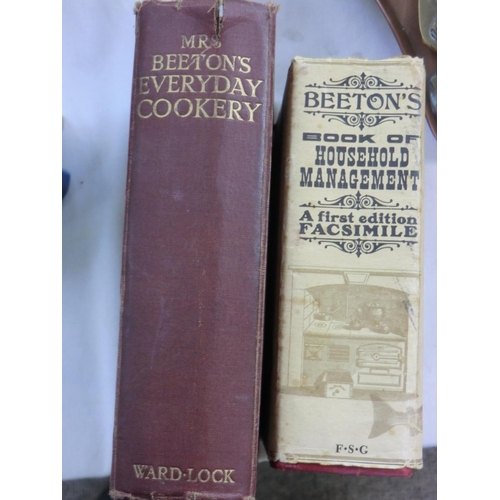 MRS
BEETON'S
EVERYDAY
COOKERY
WARD·LOCK
BEETON'S
BOOK OF
HOUSEHOLD
MANAGEMENT
A first edition
FACSIMILE
F·S·G